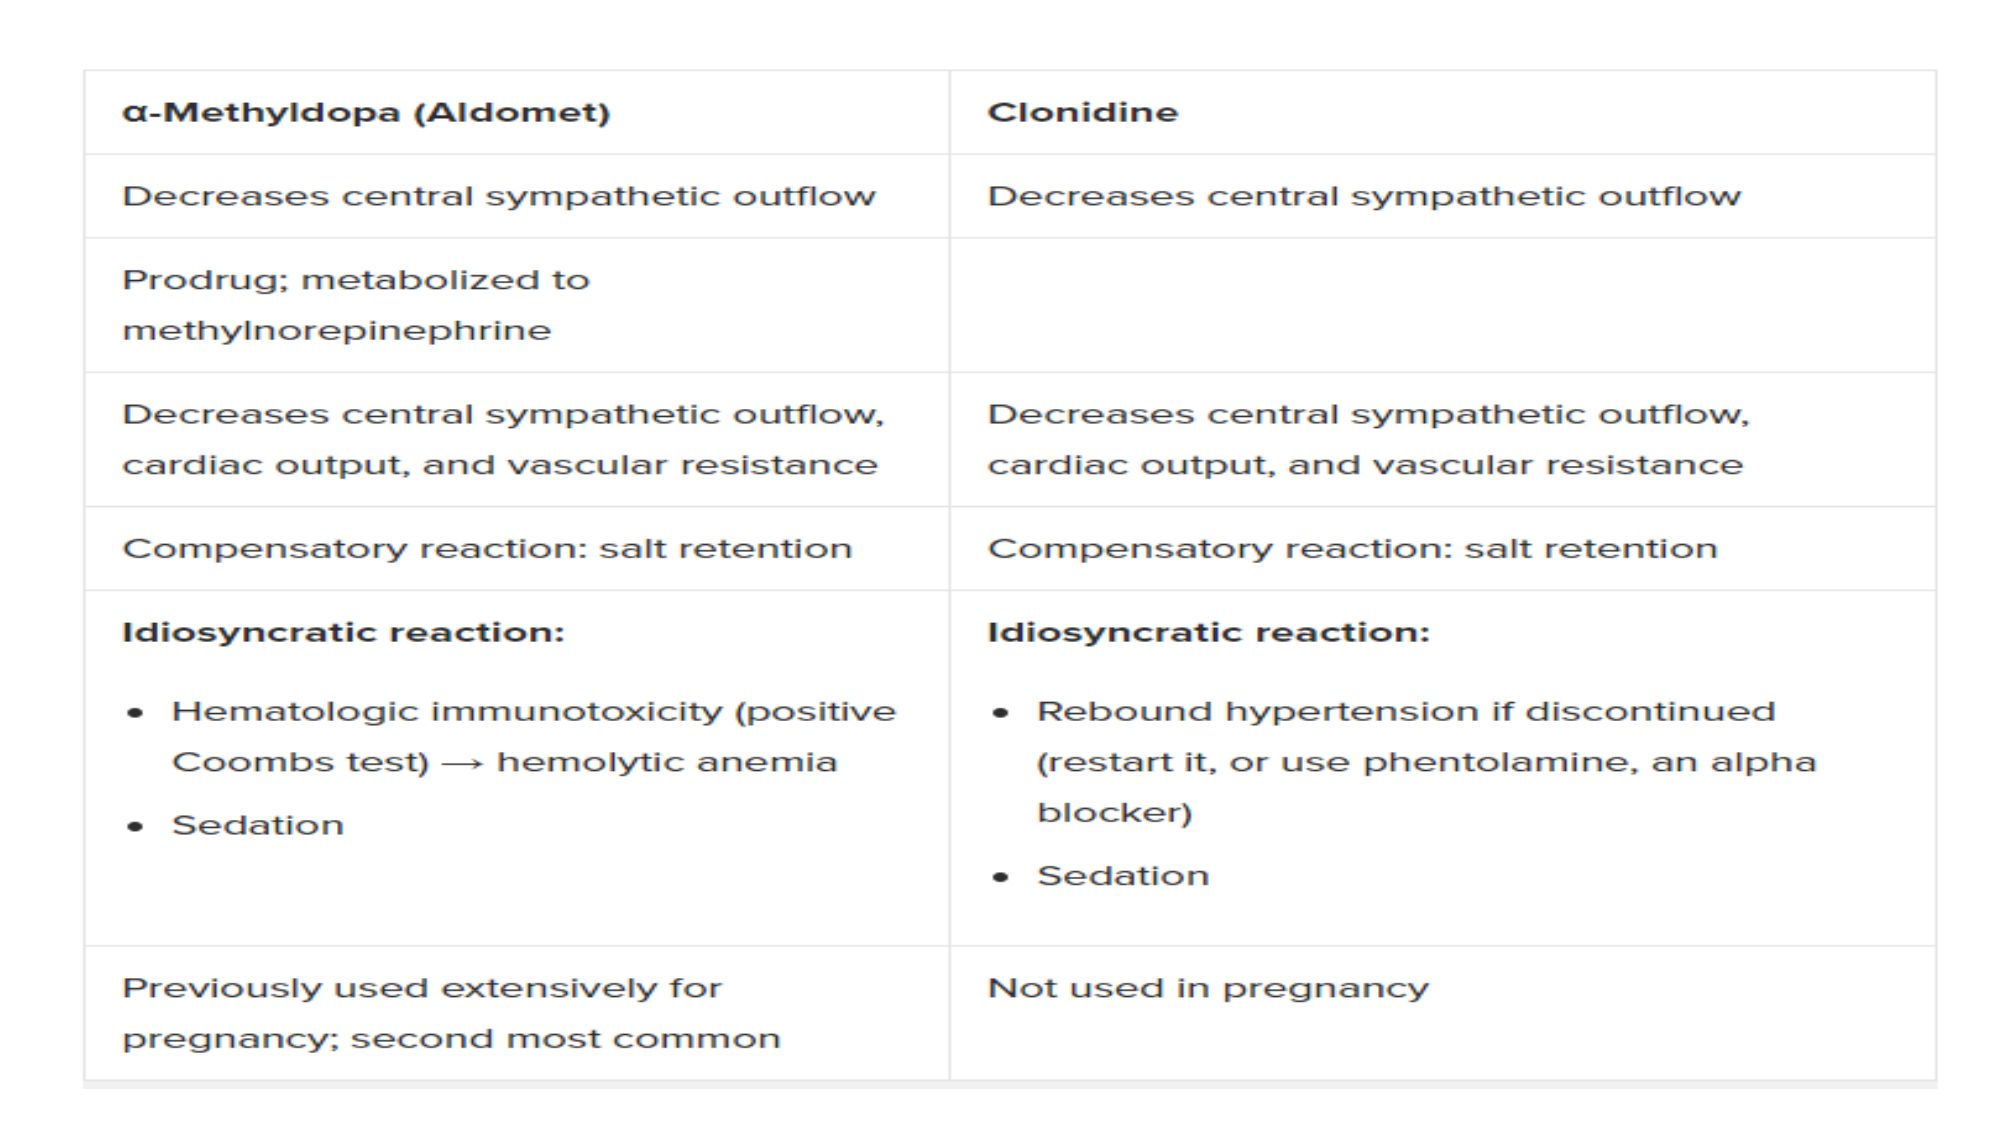 α-Methyldopa (Aldomet)
Clonidine
Decreases central sympathetic outflow
Decreases central sympathetic outflow
Prodrug; metabolized to
methylnorepinephrine
Decreases central sympathetic outflow,
cardiac output, and vascular resistance
Decreases central sympathetic outflow,
cardiac output, and vascular resistance
Compensatory reaction: salt retention
Compensatory reaction: salt retention
Idiosyncratic reaction:
• Hematologic immunotoxicity (positive
Coombs test) → hemolytic anemia
• Sedation
Idiosyncratic reaction:
• Rebound hypertension if discontinued
(restart it, or use phentolamine, an alpha
blocker)
• Sedation
Previously used extensively for
pregnancy; second most common
Not used in pregnancy